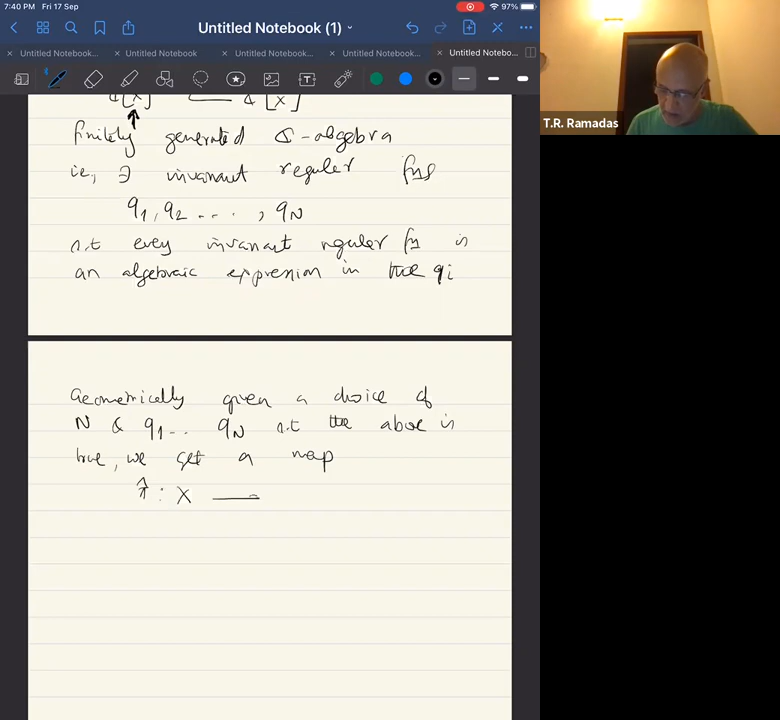 7:40 PM Fri 17 Sep
97%
Untitled Notebook (1)
Untitled Notebook...
Untitled Notebook
Untitled Notebook...
Untitled Notebook...
Untitled Notebo...
T.R. Ramadas
finitely generated ℂ-algebra
i.e., ∃ invariant regular fns
q1, q2 ...., qN
s.t every invariant regular fn is
an algebraic expression in the qi
Geometrically given a choice of
N & q1... qN s.t the above is
true, we get a map
π̂ : X —